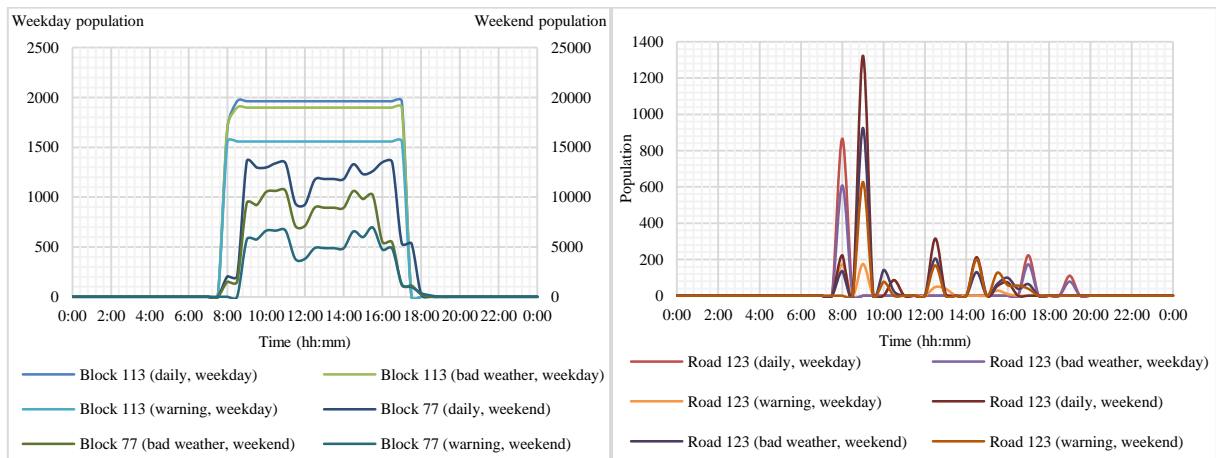 Weekday population
Weekend population
2500
2000
1500
1000
500
0
25000
20000
15000
10000
5000
0
0:00 2:00 4:00 6:00 8:00 10:00 12:00 14:00 16:00 18:00 20:00 22:00 0:00
Time (hh:mm)
Block 113 (daily, weekday)
Block 113 (bad weather, weekday)
Block 113 (warning, weekday)
Block 77 (daily, weekend)
Block 77 (bad weather, weekend)
Block 77 (warning, weekend)
Population
1400
1200
1000
800
600
400
200
0
0:00 2:00 4:00 6:00 8:00 10:00 12:00 14:00 16:00 18:00 20:00 22:00 0:00
Time (hh:mm)
Road 123 (daily, weekday)
Road 123 (bad weather, weekday)
Road 123 (warning, weekday)
Road 123 (daily, weekend)
Road 123 (bad weather, weekend)
Road 123 (warning, weekend)